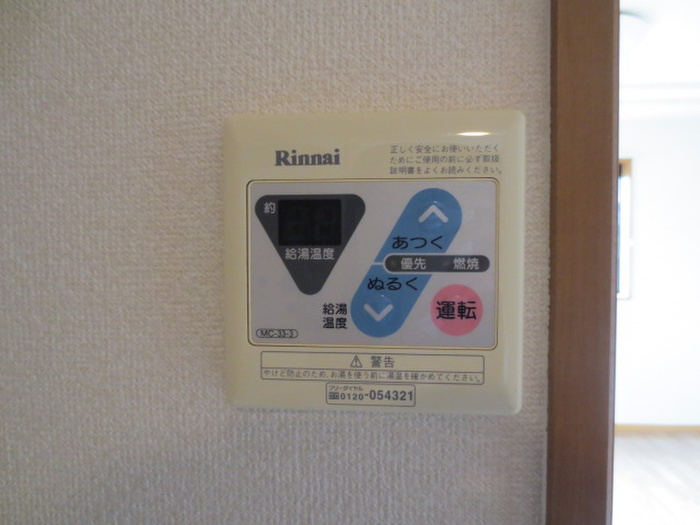 Rinnai
正しく安全にお使いいただく
ためにご使用の前に必ず取扱
説明書をよくお読みください。
約
給湯温度
あつく
優先 燃焼
ぬるく
給湯
温度
運転
MC-33-3
警告
やけど防止のため、お湯を使う前に湯温を確かめてください。
フリーダイヤル
0120-054321